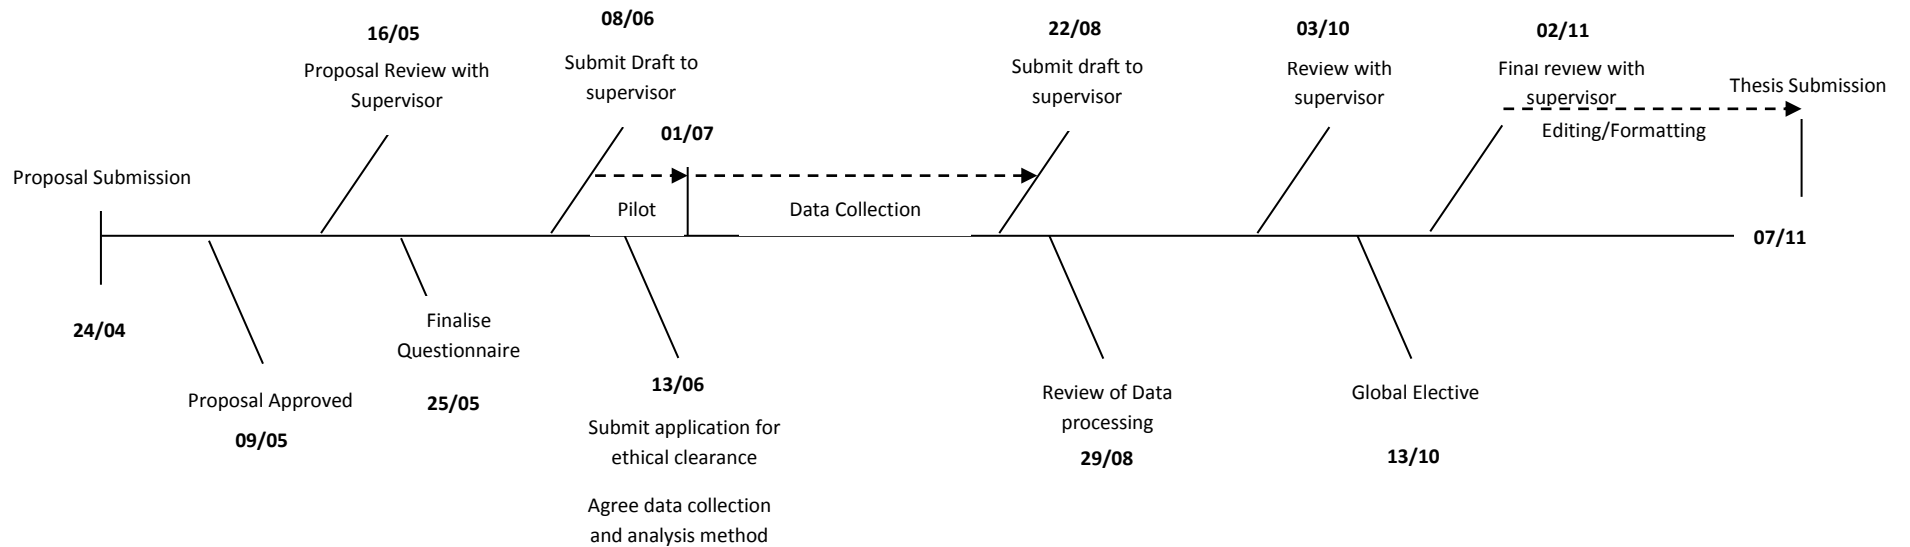 16/05
Proposal Review with
Supervisor
08/06
Submit Draft to
supervisor
01/07
22/08
Submit draft to
supervisor
03/10
Review with
supervisor
02/11
Final review with
supervisor
Editing/Formatting
Thesis Submission
Proposal Submission
Pilot
Data Collection
07/11
24/04
Proposal Approved
09/05
Finalise
Questionnaire
25/05
13/06
Submit application for
ethical clearance
Agree data collection
and analysis method
Review of Data
processing
29/08
Global Elective
13/10